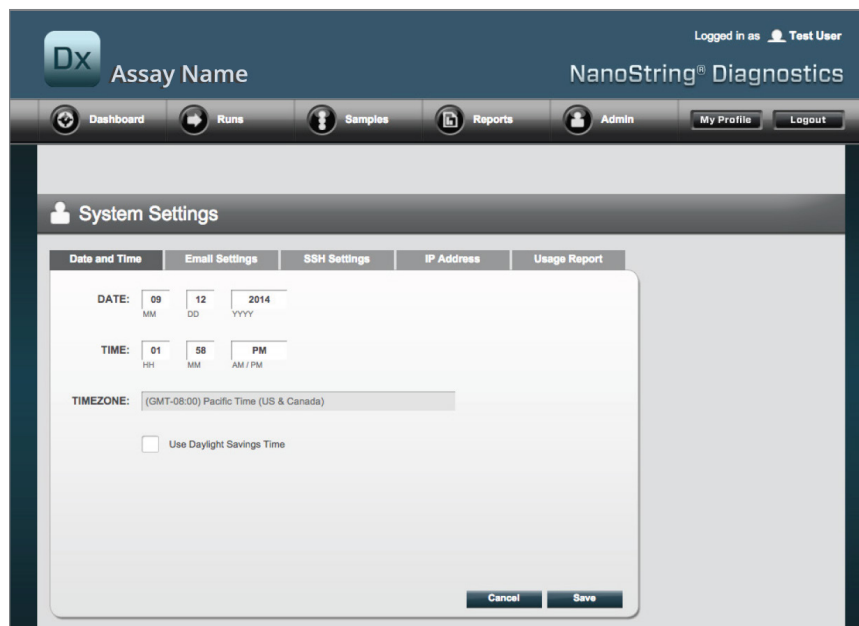 Logged in as Test User
Dx Assay Name
NanoString® Diagnostics
Dashboard Runs Samples Reports Admin My Profile Logout
System Settings
Date and Time Email Settings SSH Settings IP Address Usage Report
DATE: 09 12 2014
MM DD YYYY
TIME: 01 58 PM
HH MM AM / PM
TIMEZONE: (GMT-08:00) Pacific Time (US & Canada)
Use Daylight Savings Time
Cancel Save